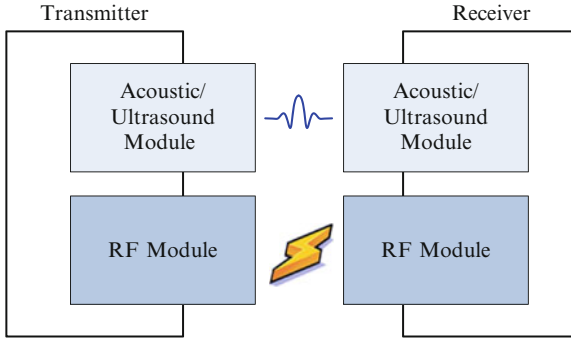 Transmitter
Receiver
Acoustic/
Ultrasound
Module
Acoustic/
Ultrasound
Module
RF Module
RF Module